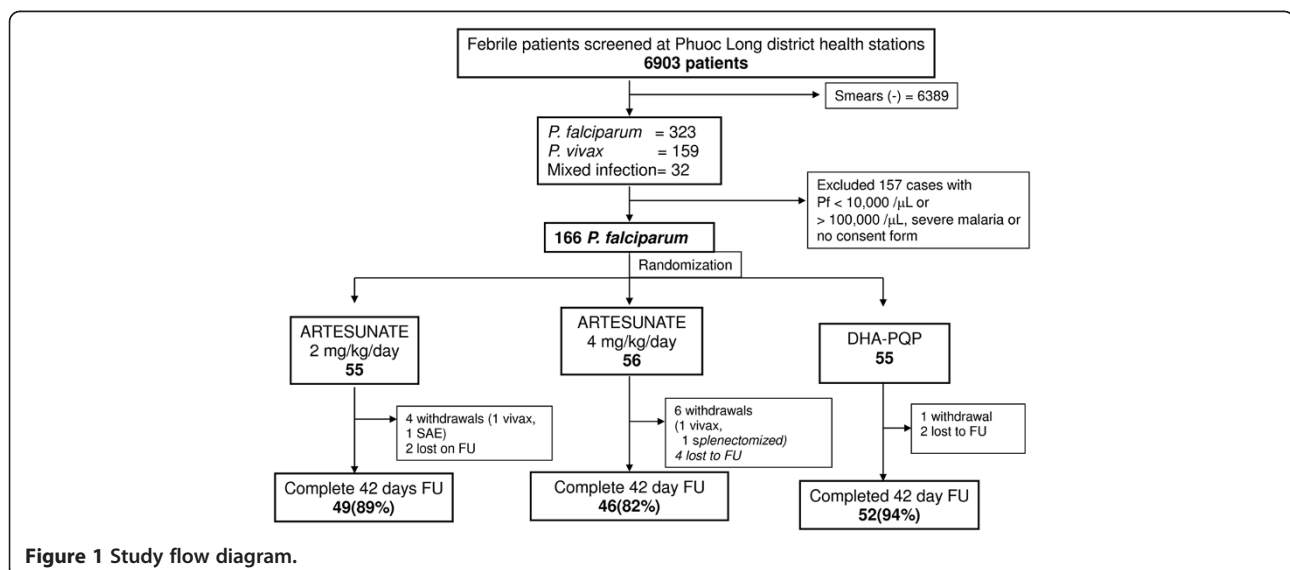 Febrile patients screened at Phuoc Long district health stations
6903 patients
Smears (-) = 6389
P. falciparum = 323
P. vivax = 159
Mixed infection= 32
Excluded 157 cases with
Pf < 10,000 /µL or
> 100,000 /µL, severe malaria or
no consent form
166 P. falciparum
Randomization
ARTESUNATE
2 mg/kg/day
55
ARTESUNATE
4 mg/kg/day
56
DHA-PQP
55
4 withdrawals (1 vivax,
1 SAE)
2 lost on FU
6 withdrawals
(1 vivax,
1 splenectomized)
4 lost to FU
1 withdrawal
2 lost to FU
Complete 42 days FU
49(89%)
Complete 42 day FU
46(82%)
Completed 42 day FU
52(94%)
Figure 1 Study flow diagram.